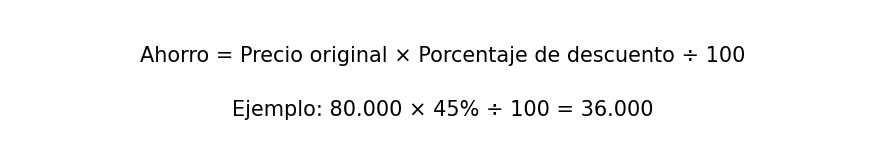 Ahorro = Precio original × Porcentaje de descuento ÷ 100
Ejemplo: 80.000 × 45% ÷ 100 = 36.000